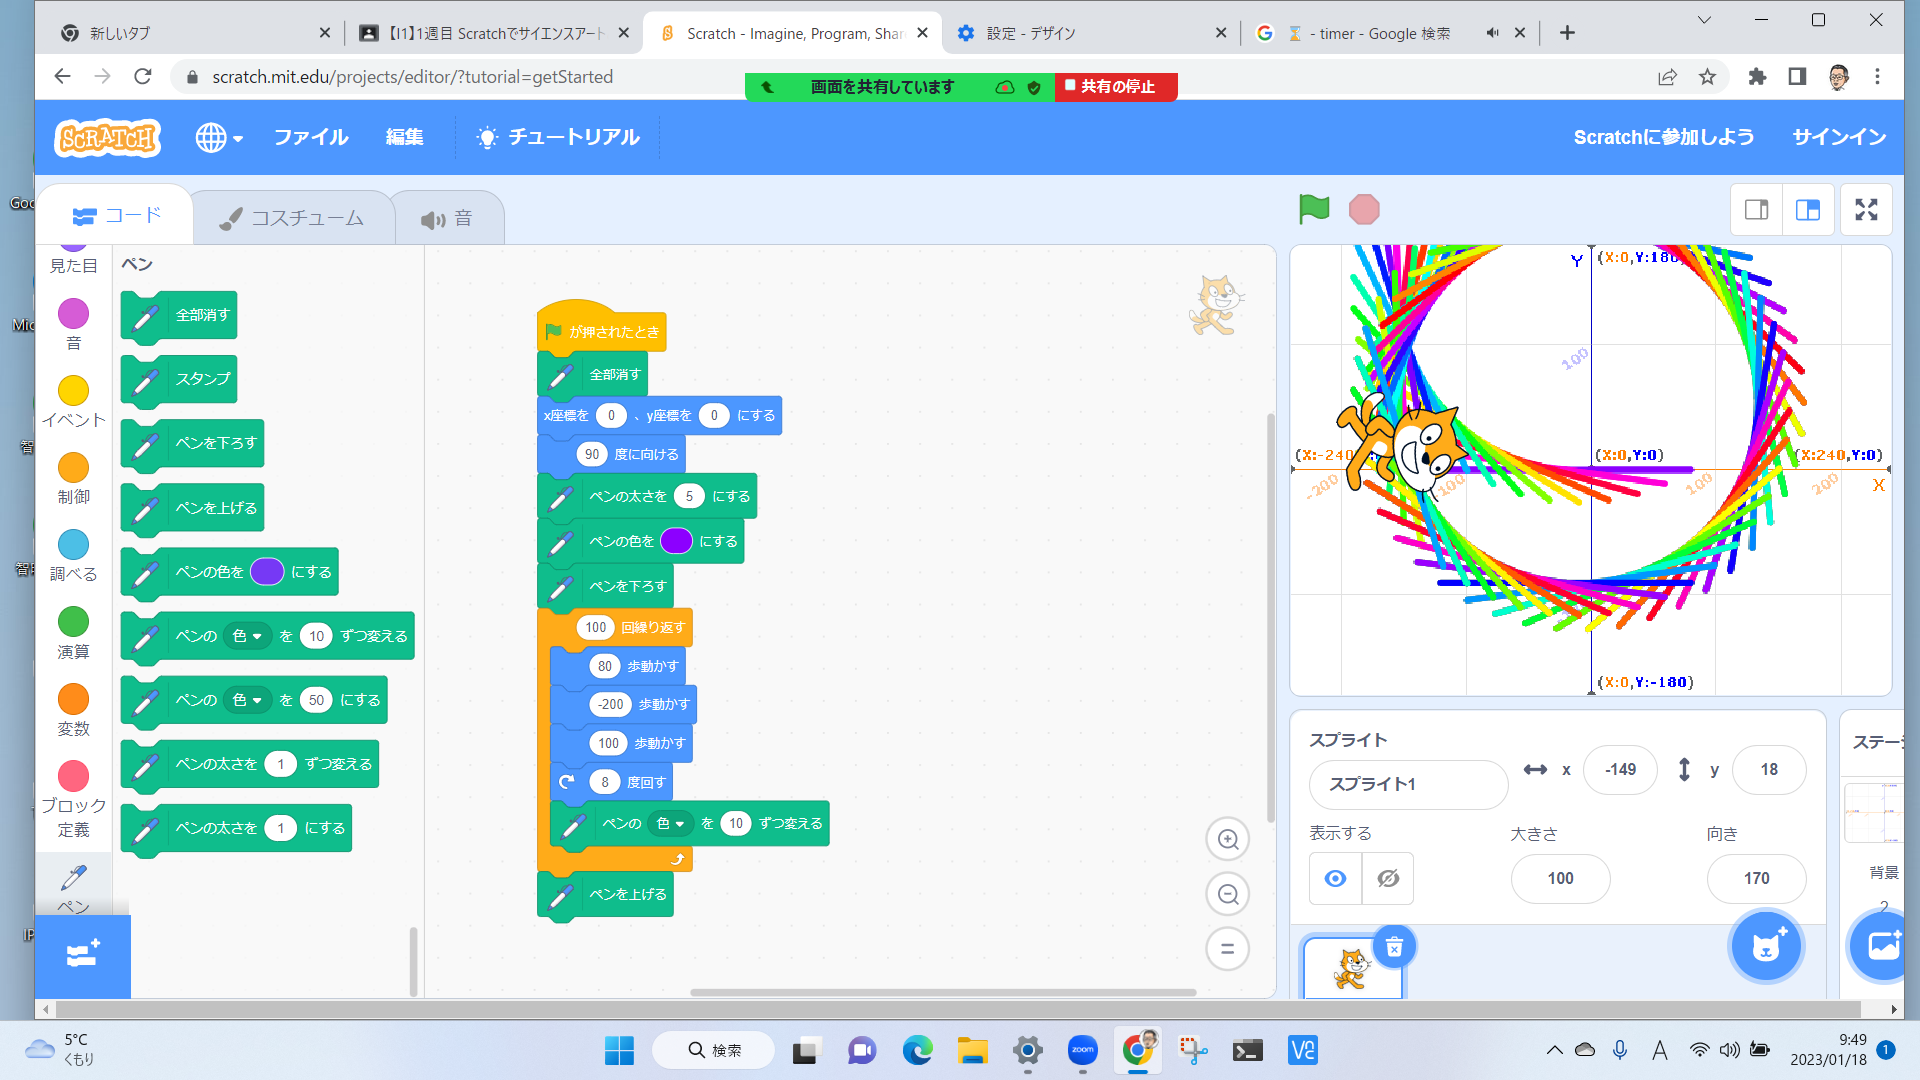 新しいタブ
【I1】1週目 Scratchでサイエンスアート
Scratch - Imagine, Program, Shar
設定 - デザイン
- timer - Google 検索
scratch.mit.edu/projects/editor/?tutorial=getStarted
画面を共有しています
共有の停止
SCRATCH
ファイル
編集
チュートリアル
Scratchに参加しよう
サインイン
コード
コスチューム
音
見た目
音
イベント
制御
調べる
演算
変数
ブロック
定義
ペン
ペン
全部消す
スタンプ
ペンを下ろす
ペンを上げる
ペンの色を にする
ペンの 色 を 10 ずつ変える
ペンの 色 を 50 にする
ペンの太さを 1 ずつ変える
ペンの太さを 1 にする
が押されたとき
全部消す
x座標を 0 、y座標を 0 にする
90 度に向ける
ペンの太さを 5 にする
ペンの色を にする
ペンを下ろす
100 回繰り返す
80 歩動かす
-200 歩動かす
100 歩動かす
8 度回す
ペンの 色 を 10 ずつ変える
ペンを上げる
Y
(X:0,Y:180
100
(X:-240
(X:0,Y:0)
(X:240,Y:0)
-200
-100
100
200
X
(X:0,Y:-180)
スプライト
スプライト1
x -149
y 18
表示する
大きさ
100
向き
170
ステージ
背景
2
Goo
Mic
智
智
IP
5°C
くもり
検索
zoom
A
9:49
2023/01/18
1